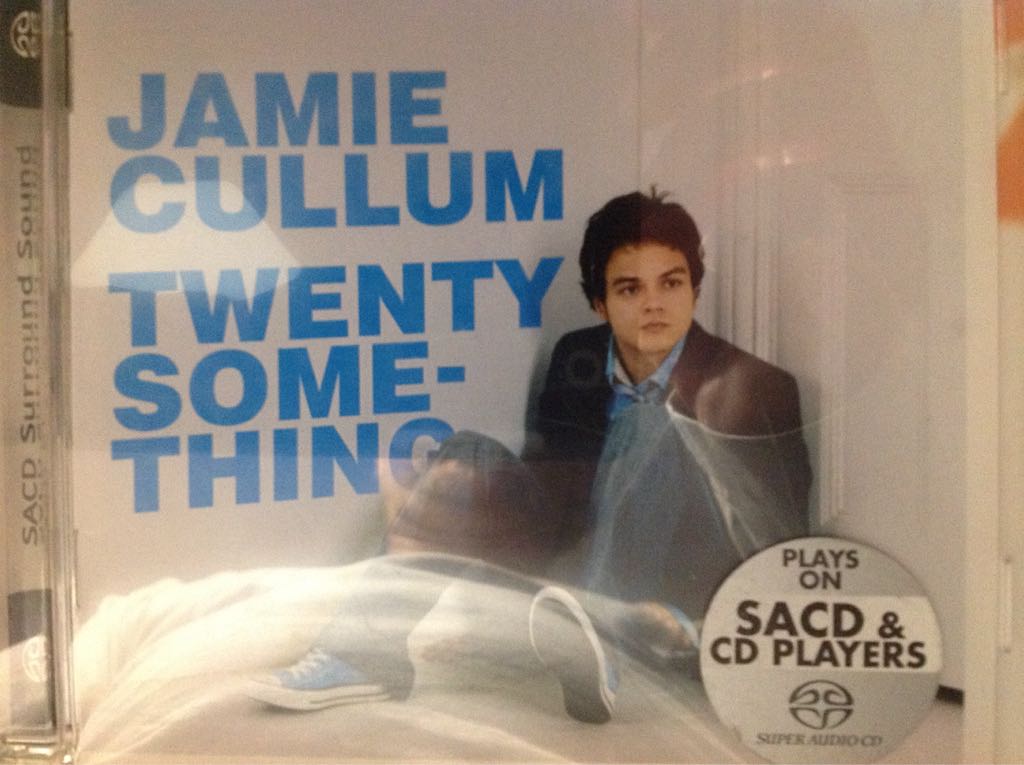 SACD Surround Sound
JAMIE
CULLUM
TWENTY
SOME-
THING
PLAYS
ON
SACD &
CD PLAYERS
SUPER AUDIO CD